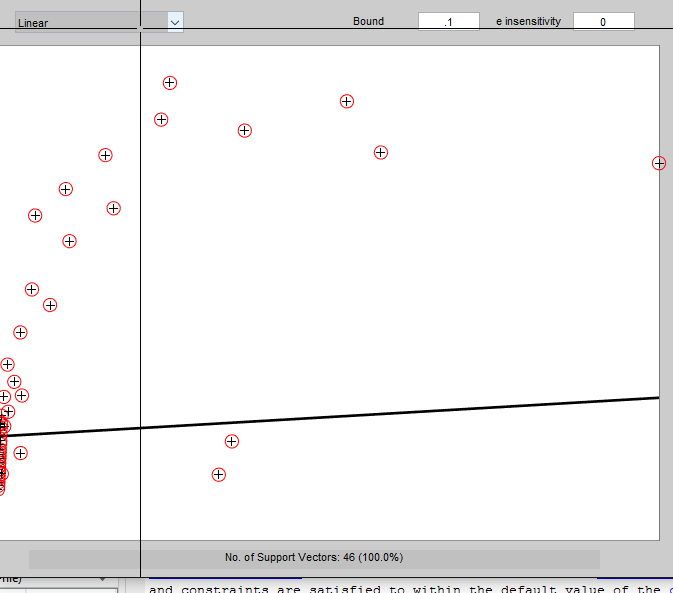 Linear
Bound .1 e insensitivity 0
No. of Support Vectors: 46 (100.0%)
and constraints are satisfied to within the default value of the